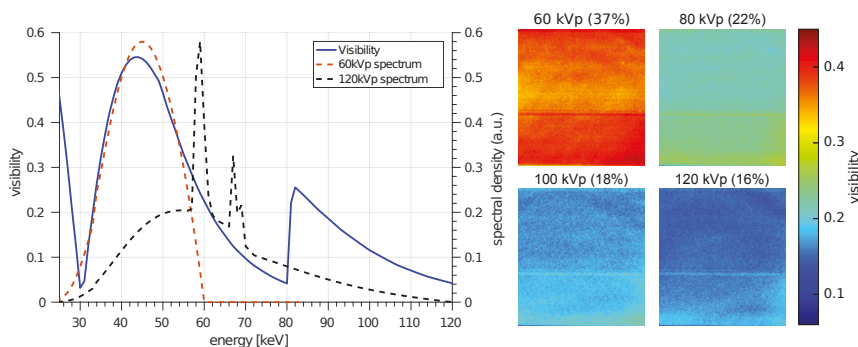 0.6
0.5
0.4
0.3
0.2
0.1
0
visibility
30 40 50 60 70 80 90 100 110 120
energy [keV]
Visibility
60kVp spectrum
120kVp spectrum
0.6
0.5
0.4
0.3
0.2
0.1
0
spectral density (a.u.)
60 kVp (37%) 80 kVp (22%)
100 kVp (18%) 120 kVp (16%)
0.4
0.3
0.2
0.1
visibility